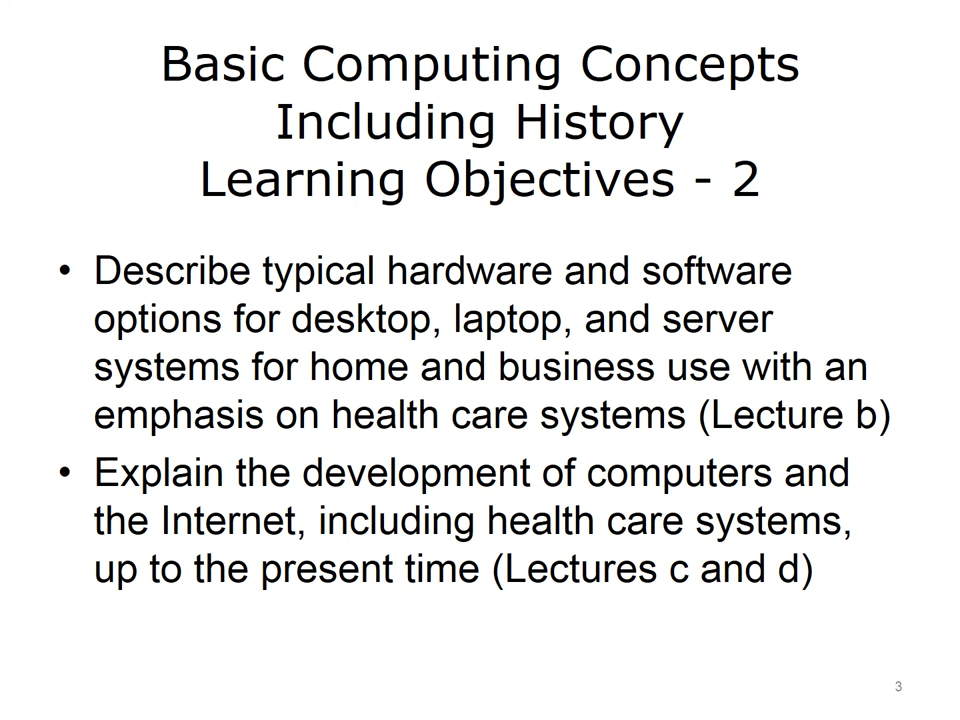 Basic Computing Concepts
Including History
Learning Objectives - 2
• Describe typical hardware and software
options for desktop, laptop, and server
systems for home and business use with an
emphasis on health care systems (Lecture b)
• Explain the development of computers and
the Internet, including health care systems,
up to the present time (Lectures c and d)
3